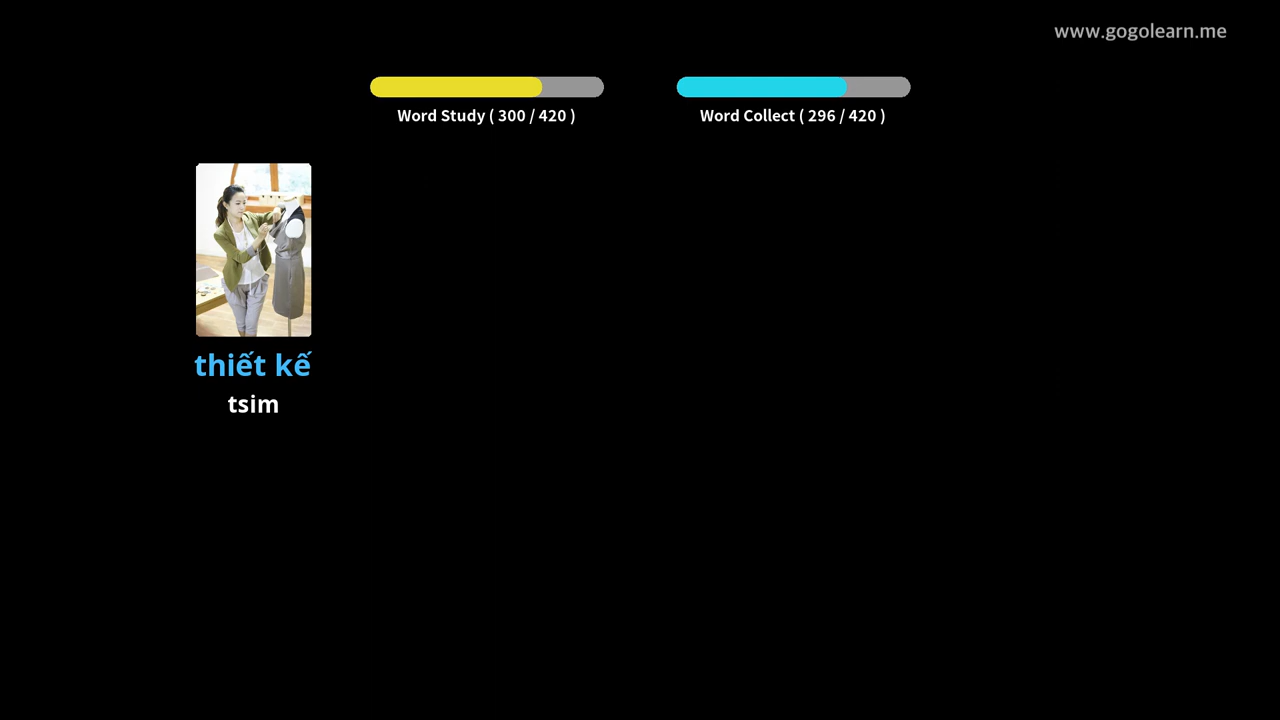 www.gogolearn.me
Word Study ( 300 / 420 )
Word Collect ( 296 / 420 )
thiết kế
tsim